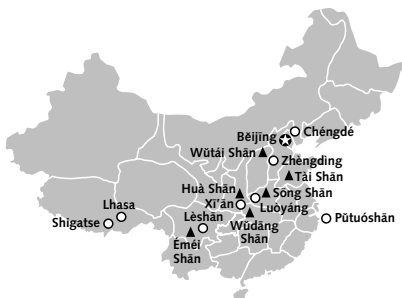 Chéngdé
Běijīng
Wǔtái Shān
Zhèngdìng
Tài Shān
Huà Shān
Sōng Shān
Xī'ān
Luòyáng
Lhasa
Lèshān
Wǔdāng
Shān
Pǔtuóshān
Shigatse
Éméi
Shān